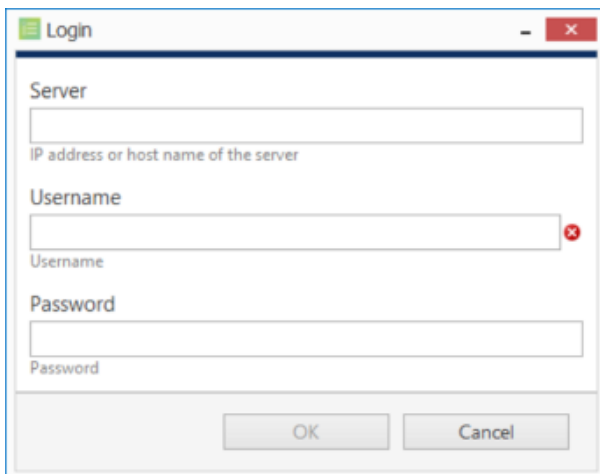 Login
Server
IP address or host name of the server
Username
Username
Password
Password
OK Cancel